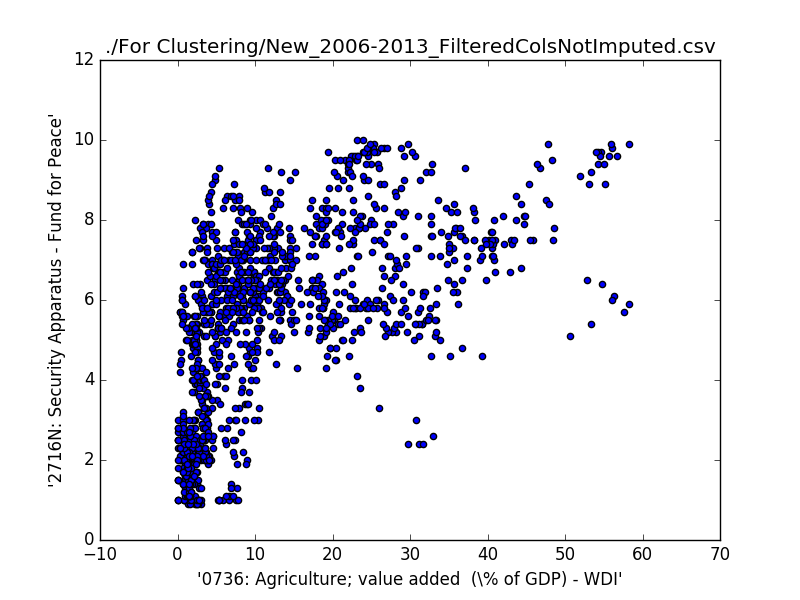 ./For Clustering/New_2006-2013_FilteredColsNotImputed.csv
12
10
8
6
4
2
0
'2716N: Security Apparatus - Fund for Peace'
−10 0 10 20 30 40 50 60 70
'0736: Agriculture; value added  (\% of GDP) - WDI'